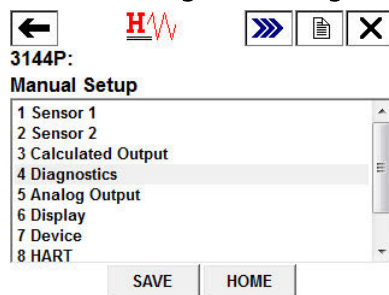 H
3144P:
Manual Setup
1 Sensor 1
2 Sensor 2
3 Calculated Output
4 Diagnostics
5 Analog Output
6 Display
7 Device
8 HART
SAVE HOME